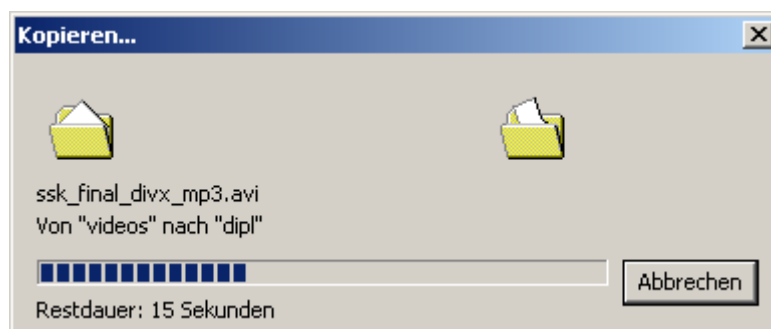 Kopieren...
ssk_final_divx_mp3.avi
Von "videos" nach "dipl"
Abbrechen
Restdauer: 15 Sekunden